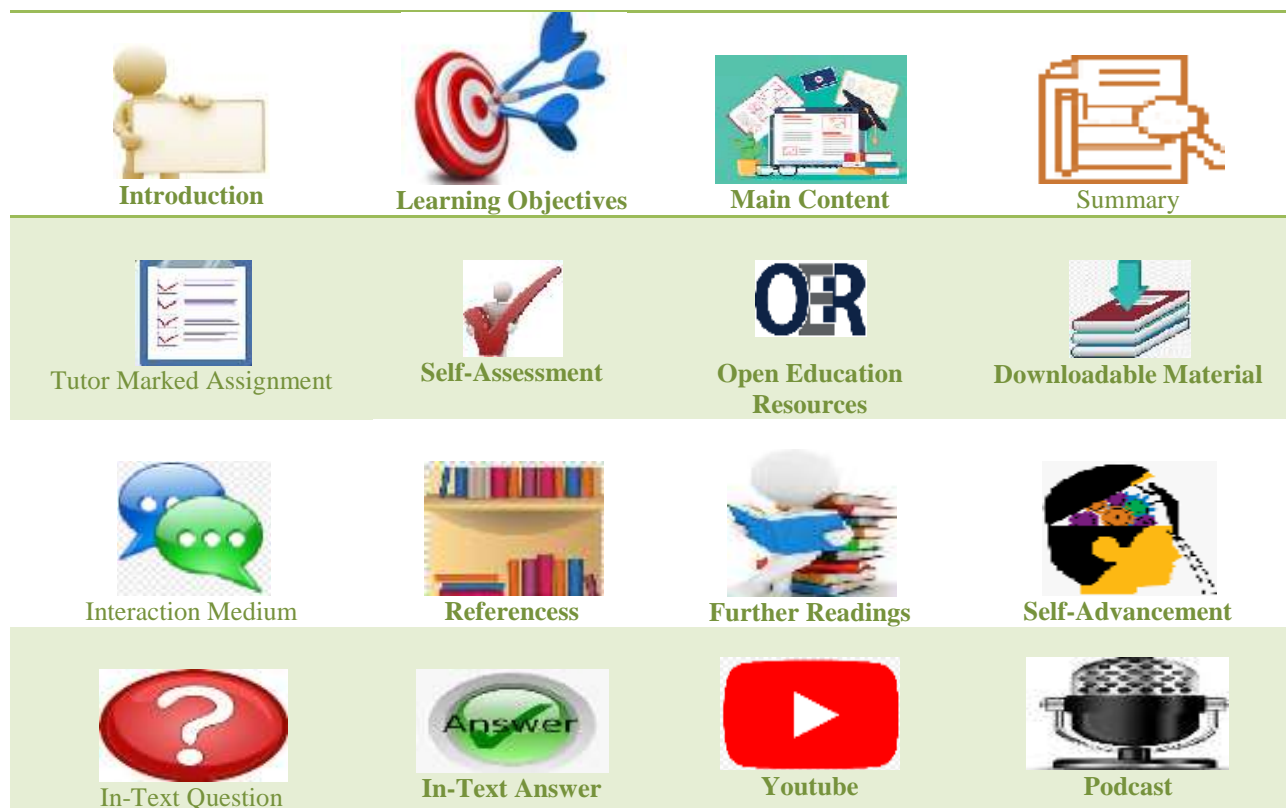 Introduction
Learning Objectives
Main Content
Summary
Tutor Marked Assignment
Self-Assessment
OER
Open Education
Resources
Downloadable Material
Interaction Medium
Referencess
Further Readings
Self-Advancement
Answer
In-Text Question
In-Text Answer
Youtube
Podcast